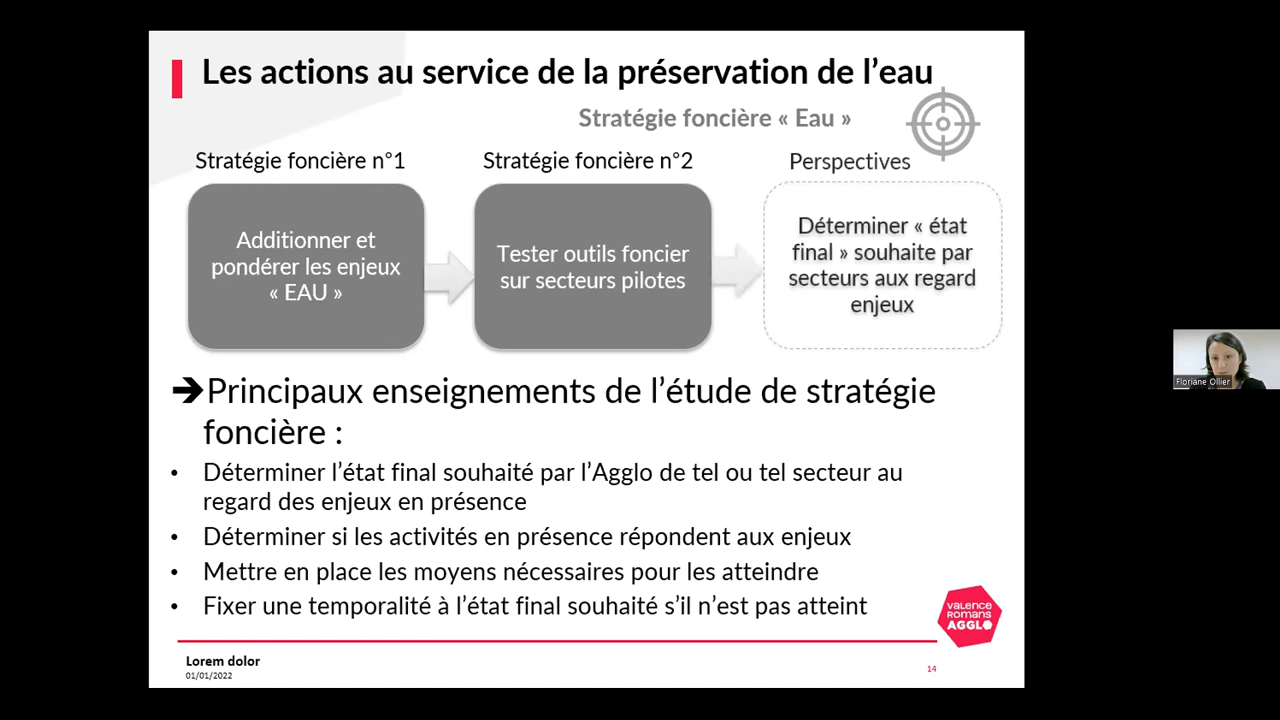 Les actions au service de la préservation de l’eau
Stratégie foncière « Eau »
Stratégie foncière n°1
Stratégie foncière n°2
Perspectives
Additionner et
pondérer les enjeux
« EAU »
Tester outils foncier
sur secteurs pilotes
Déterminer « état
final » souhaite par
secteurs aux regard
enjeux
➔Principaux enseignements de l’étude de stratégie
foncière :
• Déterminer l’état final souhaité par l’Agglo de tel ou tel secteur au
regard des enjeux en présence
• Déterminer si les activités en présence répondent aux enjeux
• Mettre en place les moyens nécessaires pour les atteindre
• Fixer une temporalité à l’état final souhaité s’il n’est pas atteint
VALENCE
ROMANS
AGGLO
Lorem dolor
01/01/2022
14
Floriane Ollier